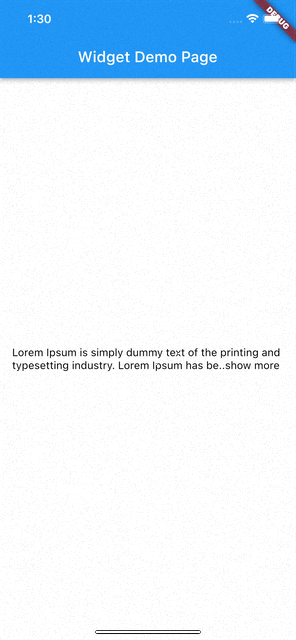 1:30
DEBUG
Widget Demo Page
Lorem Ipsum is simply dummy text of the printing and
typesetting industry. Lorem Ipsum has be..show more